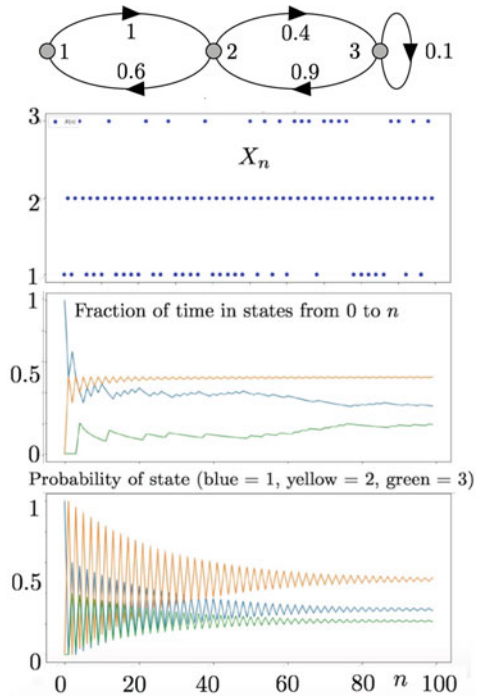 1 1 2 0.4 3 0.1
0.6 0.9
3
X_n
2
1
1
Fraction of time in states from 0 to n
0.5
0
Probability of state (blue = 1, yellow = 2, green = 3)
1
0.5
0
0 20 40 60 80 n 100